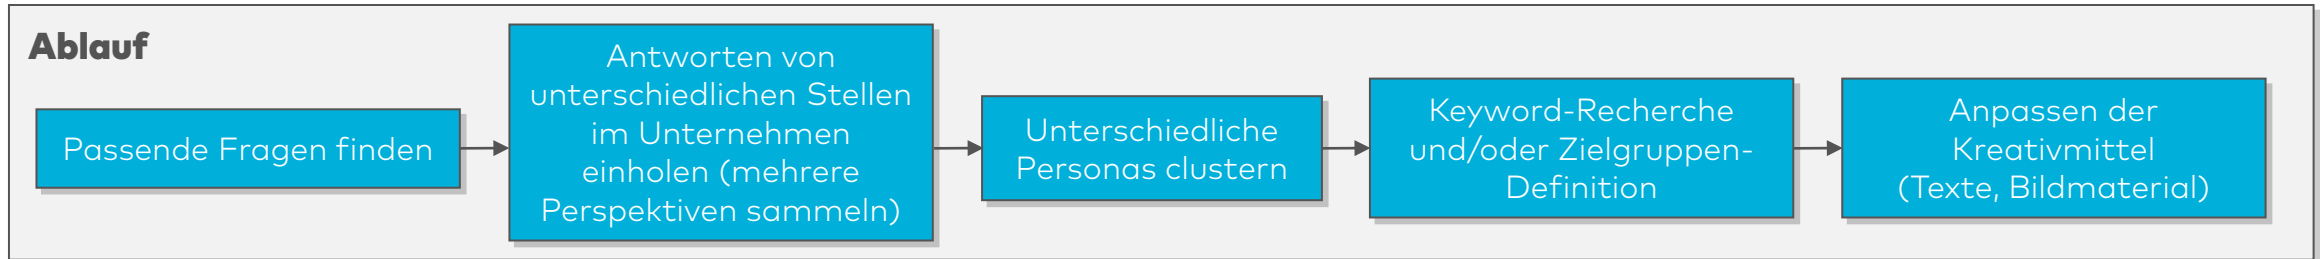 Ablauf
Passende Fragen finden
Antworten von
unterschiedlichen Stellen
im Unternehmen
einholen (mehrere
Perspektiven sammeln)
Unterschiedliche
Personas clustern
Keyword-Recherche
und/oder Zielgruppen-
Definition
Anpassen der
Kreativmittel
(Texte, Bildmaterial)